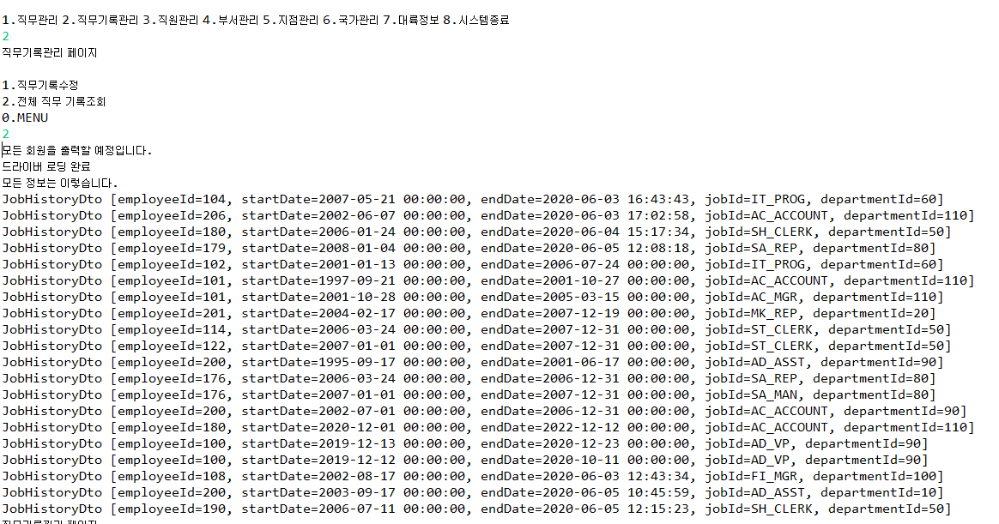 1.직무관리 2.직무기록관리 3.직원관리 4.부서관리 5.지점관리 6.국가관리 7.대륙정보 8.시스템종료
2
직무기록관리 페이지
1.직무기록수정
2.전체 직무 기록조회
0.MENU
2
모든 회원을 출력할 예정입니다.
드라이버 로딩 완료
모든 정보는 이렇습니다.
JobHistoryDto [employeeId=104, startDate=2007-05-21 00:00:00, endDate=2020-06-03 16:43:43, jobId=IT_PROG, departmentId=60]
JobHistoryDto [employeeId=206, startDate=2002-06-07 00:00:00, endDate=2020-06-03 17:02:58, jobId=AC_ACCOUNT, departmentId=110]
JobHistoryDto [employeeId=180, startDate=2006-01-24 00:00:00, endDate=2020-06-04 15:17:34, jobId=SH_CLERK, departmentId=50]
JobHistoryDto [employeeId=179, startDate=2008-01-04 00:00:00, endDate=2020-06-05 12:08:18, jobId=SA_REP, departmentId=80]
JobHistoryDto [employeeId=102, startDate=2001-01-13 00:00:00, endDate=2006-07-24 00:00:00, jobId=IT_PROG, departmentId=60]
JobHistoryDto [employeeId=101, startDate=1997-09-21 00:00:00, endDate=2001-10-27 00:00:00, jobId=AC_ACCOUNT, departmentId=110]
JobHistoryDto [employeeId=101, startDate=2001-10-28 00:00:00, endDate=2005-03-15 00:00:00, jobId=AC_MGR, departmentId=110]
JobHistoryDto [employeeId=201, startDate=2004-02-17 00:00:00, endDate=2007-12-19 00:00:00, jobId=MK_REP, departmentId=20]
JobHistoryDto [employeeId=114, startDate=2006-03-24 00:00:00, endDate=2007-12-31 00:00:00, jobId=ST_CLERK, departmentId=50]
JobHistoryDto [employeeId=122, startDate=2007-01-01 00:00:00, endDate=2007-12-31 00:00:00, jobId=ST_CLERK, departmentId=50]
JobHistoryDto [employeeId=200, startDate=1995-09-17 00:00:00, endDate=2001-06-17 00:00:00, jobId=AD_ASST, departmentId=90]
JobHistoryDto [employeeId=176, startDate=2006-03-24 00:00:00, endDate=2006-12-31 00:00:00, jobId=SA_REP, departmentId=80]
JobHistoryDto [employeeId=176, startDate=2007-01-01 00:00:00, endDate=2007-12-31 00:00:00, jobId=SA_MAN, departmentId=80]
JobHistoryDto [employeeId=200, startDate=2002-07-01 00:00:00, endDate=2006-12-31 00:00:00, jobId=AC_ACCOUNT, departmentId=90]
JobHistoryDto [employeeId=180, startDate=2020-12-01 00:00:00, endDate=2022-12-12 00:00:00, jobId=AC_ACCOUNT, departmentId=110]
JobHistoryDto [employeeId=100, startDate=2019-12-13 00:00:00, endDate=2020-12-23 00:00:00, jobId=AD_VP, departmentId=90]
JobHistoryDto [employeeId=100, startDate=2019-12-12 00:00:00, endDate=2020-10-11 00:00:00, jobId=AD_VP, departmentId=90]
JobHistoryDto [employeeId=108, startDate=2002-08-17 00:00:00, endDate=2020-06-03 12:43:34, jobId=FI_MGR, departmentId=100]
JobHistoryDto [employeeId=200, startDate=2003-09-17 00:00:00, endDate=2020-06-05 10:45:59, jobId=AD_ASST, departmentId=10]
JobHistoryDto [employeeId=190, startDate=2006-07-11 00:00:00, endDate=2020-06-05 12:15:23, jobId=SH_CLERK, departmentId=50]